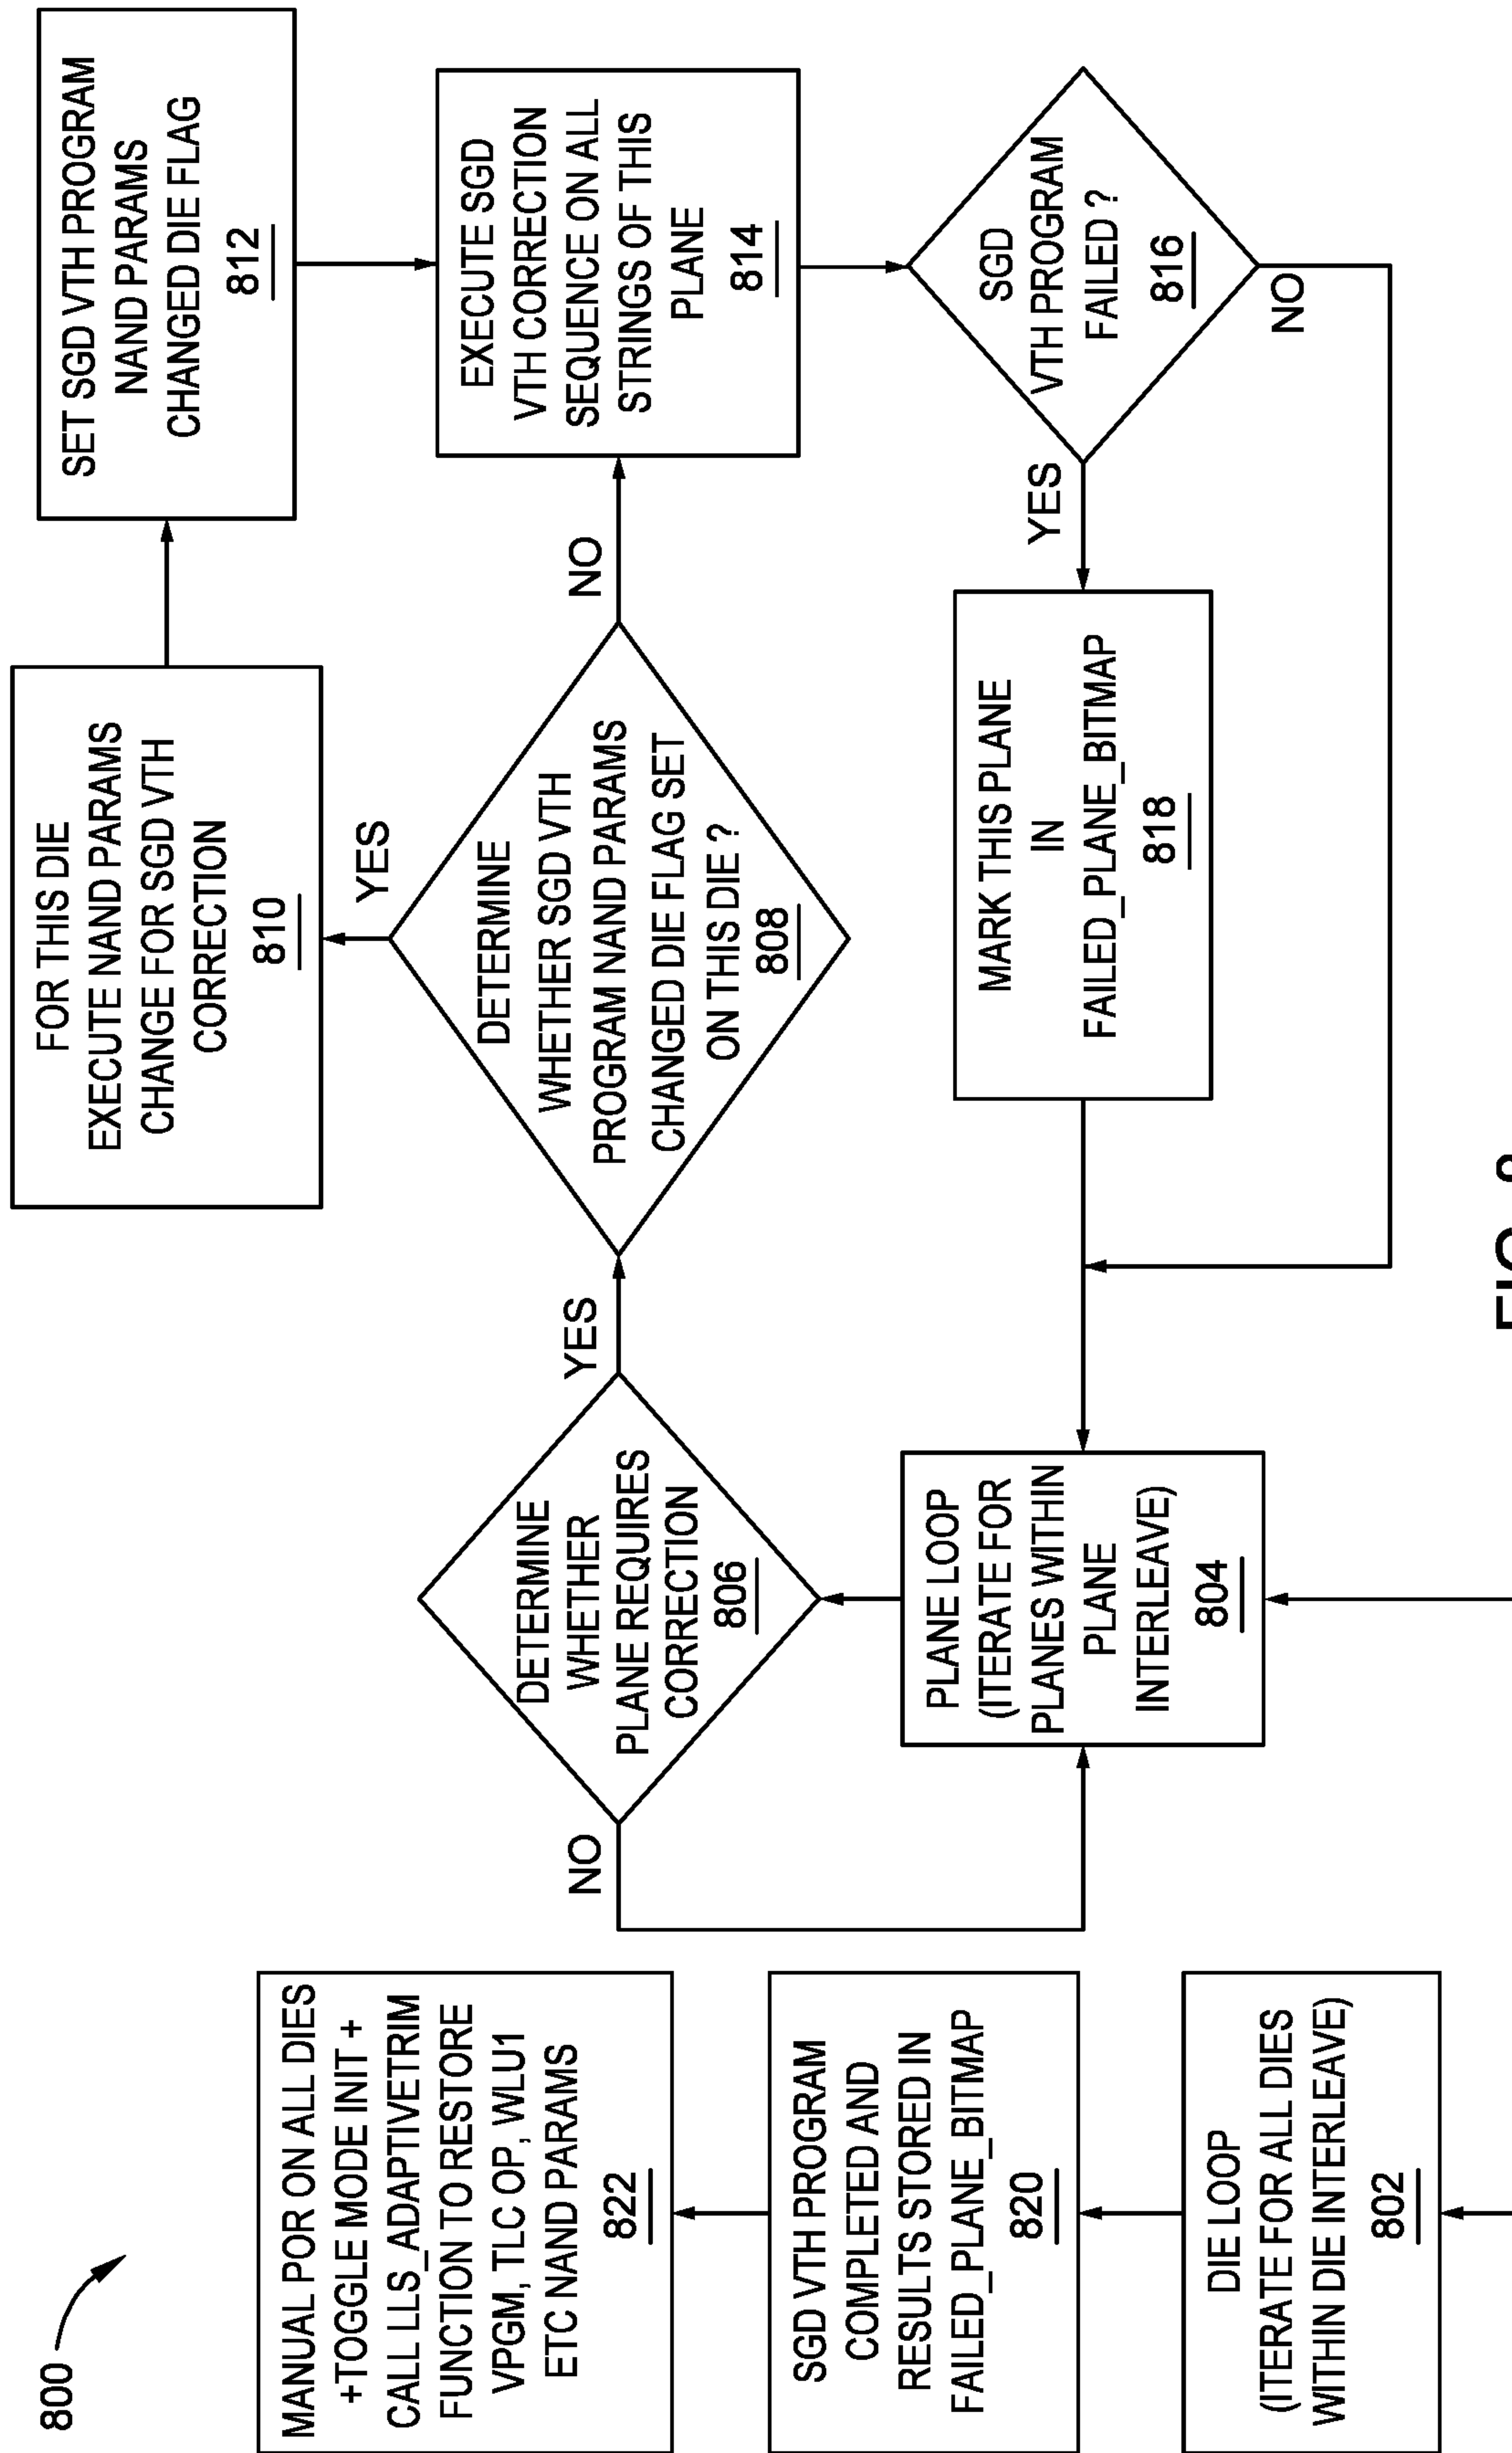 800
MANUAL POR ON ALL DIES
+TOGGLE MODE INIT +
CALL LLS_ADAPTIVETRIM
FUNCTION TO RESTORE
VPGM, TLC OP, WLU1
ETC NAND PARAMS
822
SGD VTH PROGRAM
COMPLETED AND
RESULTS STORED IN
FAILED_PLANE_BITMAP
820
DIE LOOP
(ITERATE FOR ALL DIES
WITHIN DIE INTERLEAVE)
802
NO
DETERMINE
WHETHER
PLANE REQUIRES
CORRECTION
806
YES
PLANE LOOP
(ITERATE FOR
PLANES WITHIN
PLANE
INTERLEAVE)
804
FOR THIS DIE
EXECUTE NAND PARAMS
CHANGE FOR SGD VTH
CORRECTION
810
YES
DETERMINE
WHETHER SGD VTH
PROGRAM NAND PARAMS
CHANGED DIE FLAG SET
ON THIS DIE ?
808
NO
MARK THIS PLANE
IN
FAILED_PLANE_BITMAP
818
YES
SET SGD VTH PROGRAM
NAND PARAMS
CHANGED DIE FLAG
812
EXECUTE SGD
VTH CORRECTION
SEQUENCE ON ALL
STRINGS OF THIS
PLANE
814
SGD
VTH PROGRAM
FAILED ?
816
NO